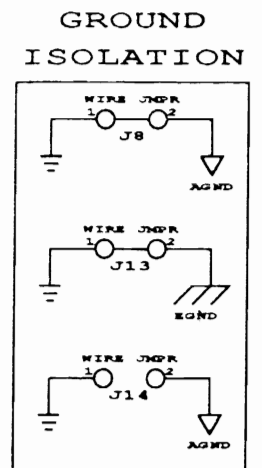 GROUND
ISOLATION
WIRE JMPR
1 2
J8
AGND
WIRE JMPR
1 2
J13
EGND
WIRE JMPR
1 2
J14
AGND